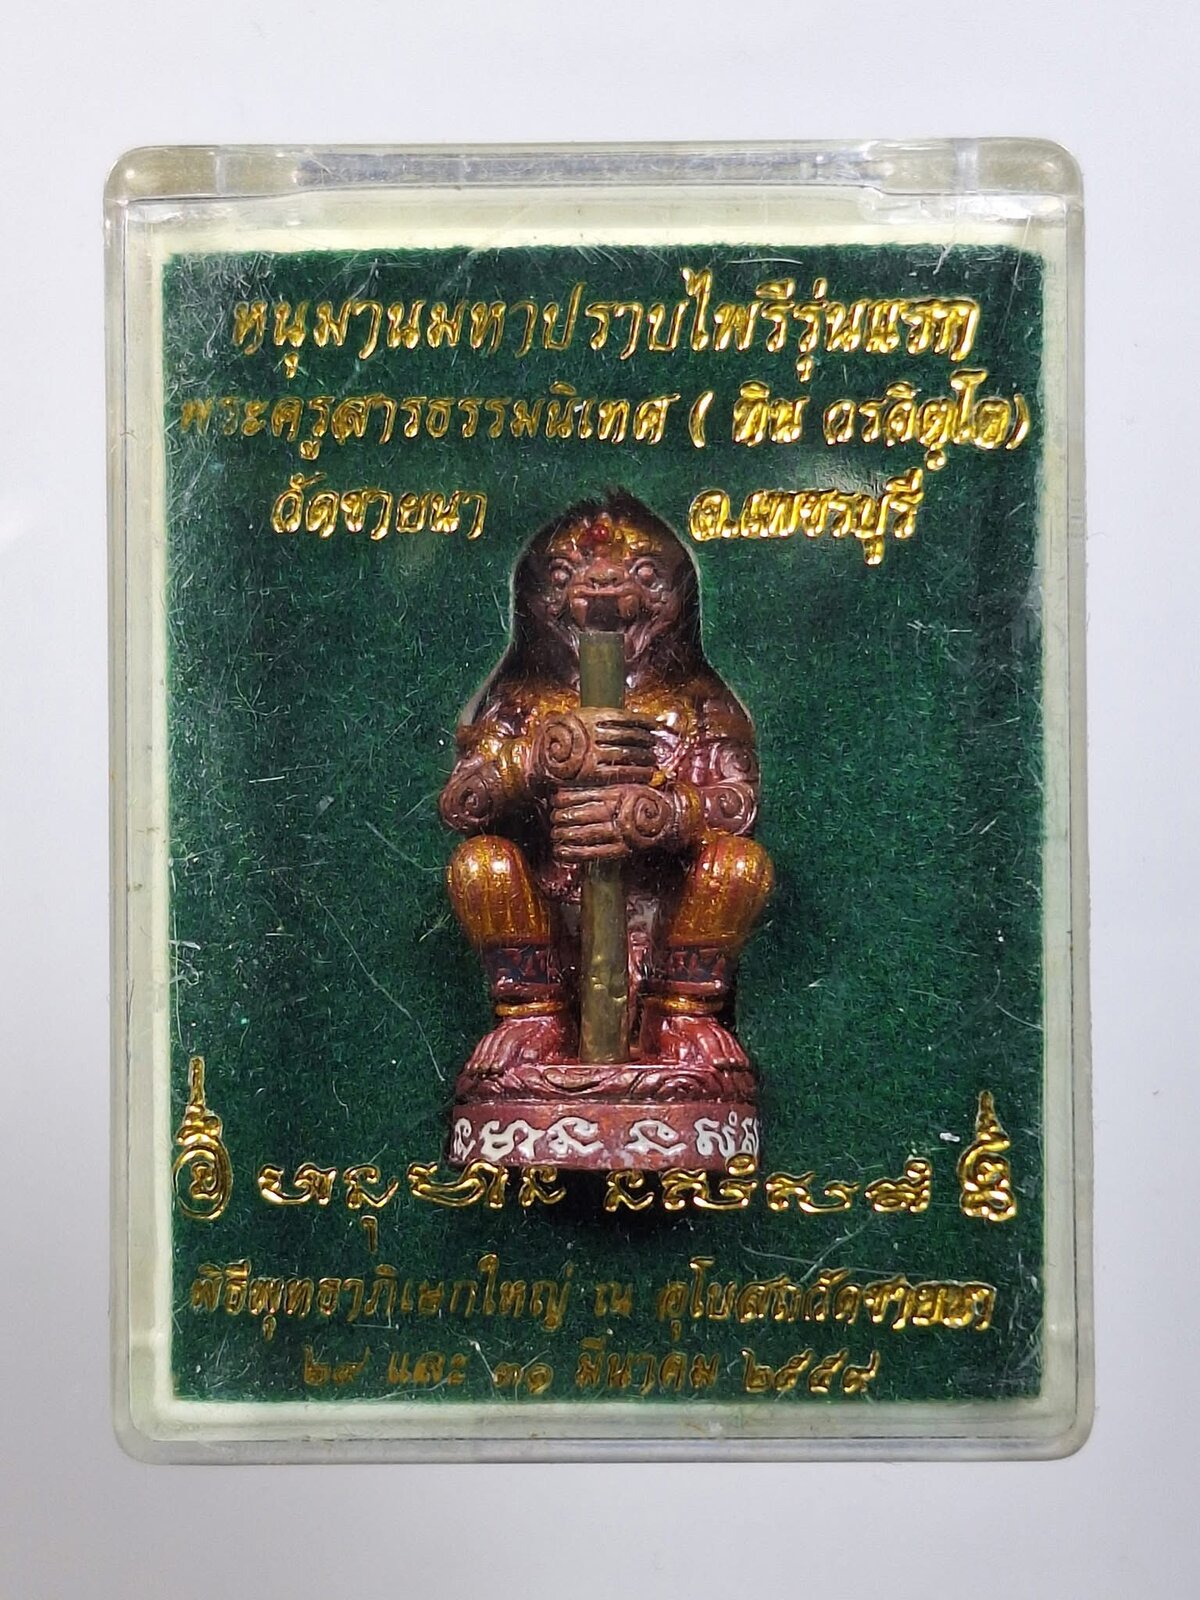 หนุมานมหาปราบไพรีรุ่นแรก
พระครูสารธรรมนิเทศ ( ทิน อรคิตฺโต)
วัดชายนา จ.เพชรบุรี
พิธีพุทธาภิเษกใหญ่ ณ อุโบสถวัดชายนา
๒๙ และ ๓๑ มีนาคม ๒๕๕๙